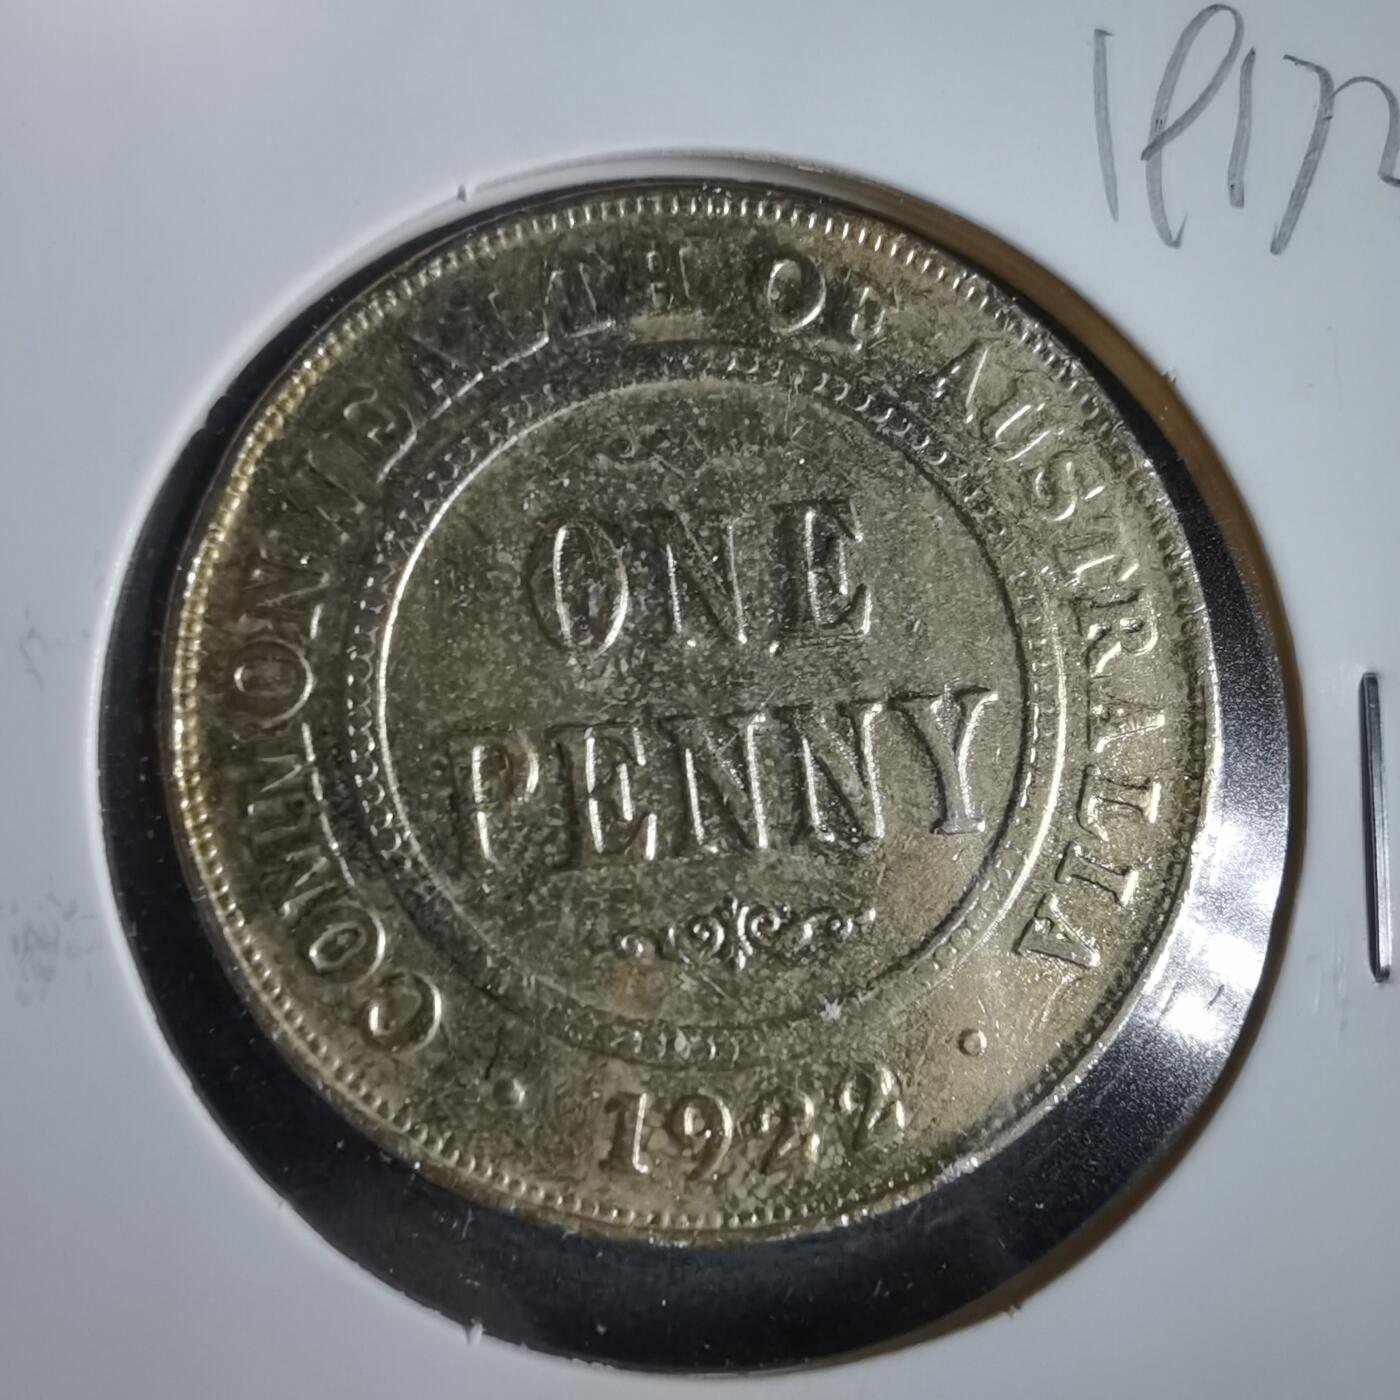 COMMONWEALTH OF AUSTRALIA
ONE
PENNY
· 1922 ·